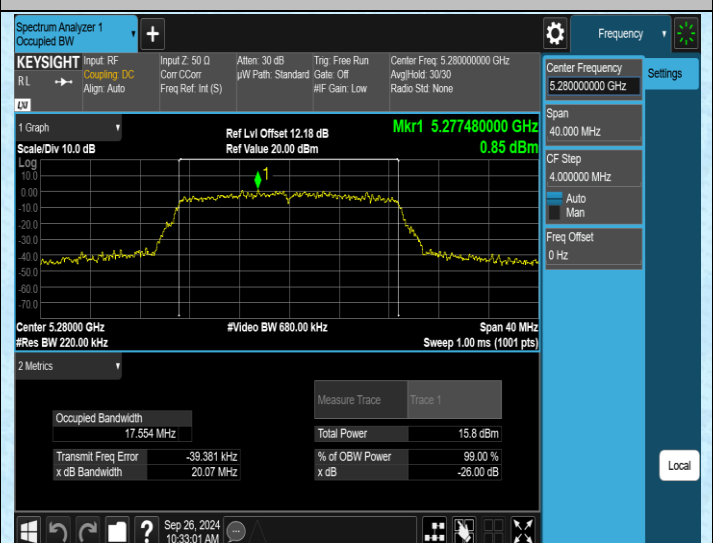 Spectrum Analyzer 1
Occupied BW
Frequency
KEYSIGHT
RL
LXI
Input: RF
Coupling: DC
Align: Auto
Input Z: 50 Ω
Corr CCorr
Freq Ref: Int (S)
Atten: 30 dB
µW Path: Standard
Trig: Free Run
Gate: Off
#IF Gain: Low
Center Freq: 5.280000000 GHz
Avg|Hold: 30/30
Radio Std: None
Center Frequency
5.280000000 GHz
Settings
Span
40.000 MHz
CF Step
4.000000 MHz
Auto
Man
Freq Offset
0 Hz
1 Graph
Scale/Div 10.0 dB
Ref Lvl Offset 12.18 dB
Ref Value 20.00 dBm
Mkr1 5.277480000 GHz
0.85 dBm
Log
10.0
0.00
-10.0
-20.0
-30.0
-40.0
-50.0
-60.0
-70.0
1
Center 5.28000 GHz
#Res BW 220.00 kHz
#Video BW 680.00 kHz
Span 40 MHz
Sweep 1.00 ms (1001 pts)
2 Metrics
Measure Trace Trace 1
Occupied Bandwidth
17.554 MHz
Total Power 15.8 dBm
Transmit Freq Error -39.381 kHz
% of OBW Power 99.00 %
x dB Bandwidth 20.07 MHz
x dB -26.00 dB
Local
?
Sep 26, 2024
10:33:01 AM